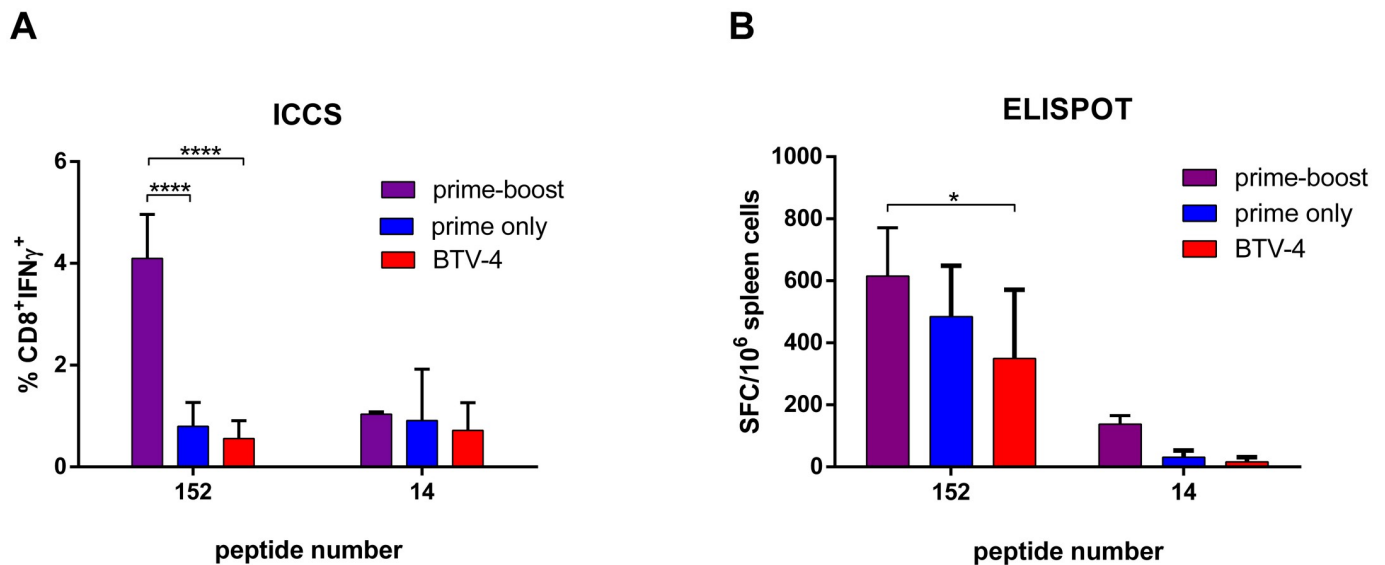 A
ICCS
% CD8⁺IFNγ⁺
6
4
2
0
****
****
prime-boost
prime only
BTV-4
152
14
peptide number
B
ELISPOT
SFC/10⁶ spleen cells
1000
800
600
400
200
0
*
prime-boost
prime only
BTV-4
152
14
peptide number